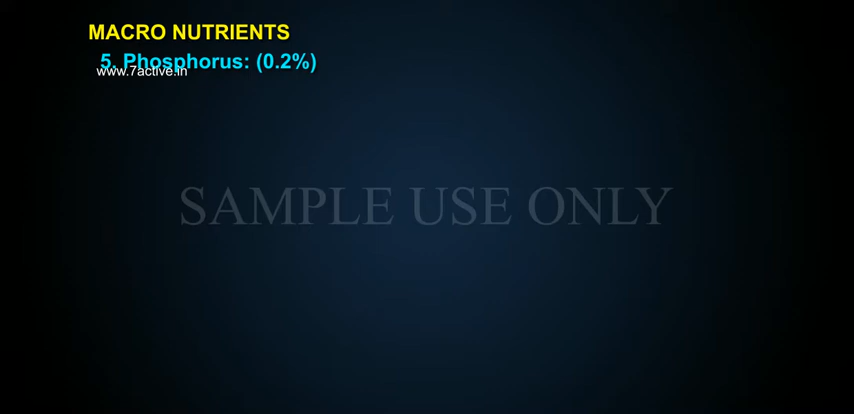 MACRO NUTRIENTS
5. Phosphorus: (0.2%)
www.7active.in
SAMPLE USE ONLY